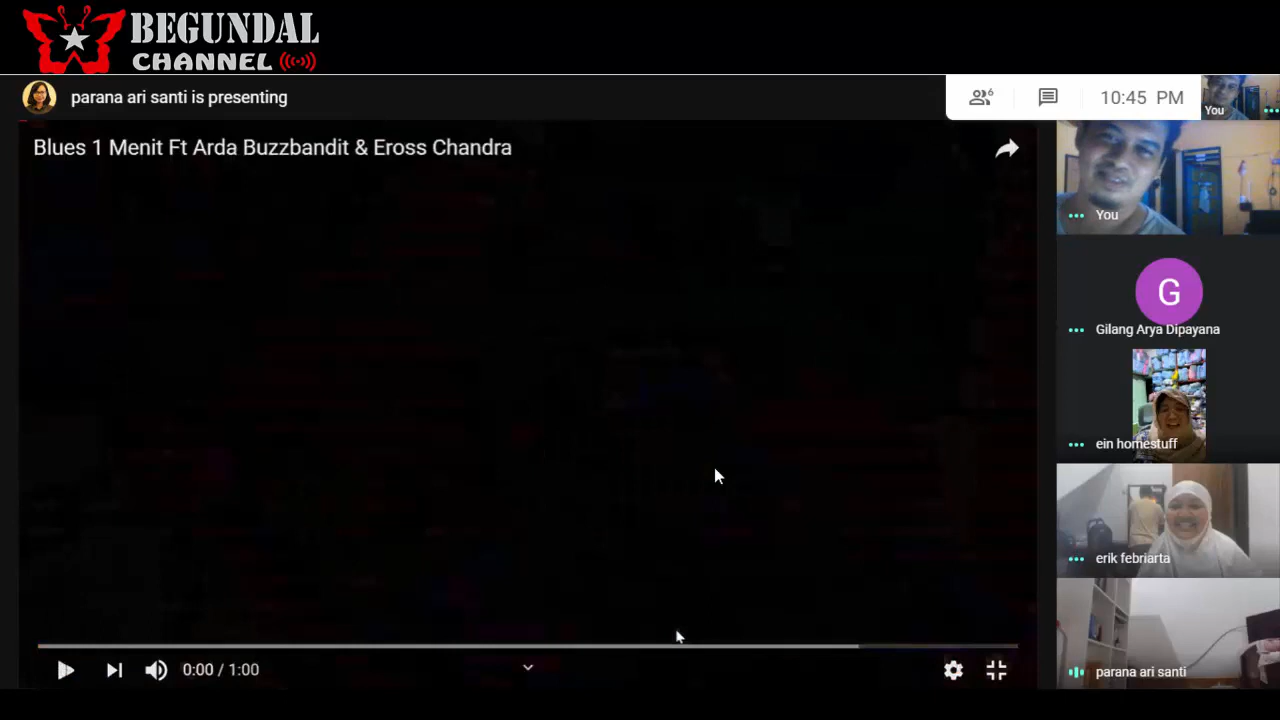 BEGUNDAL
CHANNEL
parana ari santi is presenting
6
10:45 PM
You
Blues 1 Menit Ft Arda Buzzbandit & Eross Chandra
You
G
Gilang Arya Dipayana
ein homestuff
erik febriarta
0:00 / 1:00
parana ari santi